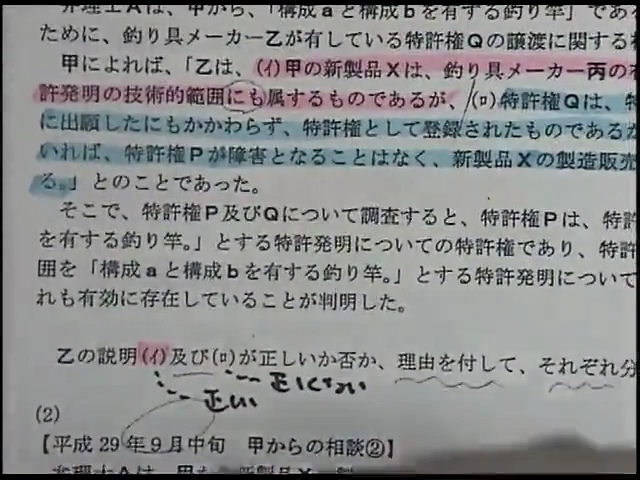 弁理士Aは、甲から、「構成aと構成bを有する釣り竿」であ
ために、釣り具メーカー乙が有している特許権Qの譲渡に関する
甲によれば、「乙は、(イ)甲の新製品Xは、釣り具メーカー丙の
許発明の技術的範囲にも属するものであるが、(ロ)特許権Qは、
に出願したにもかかわらず、特許権として登録されたものである
いれば、特許権Pが障害となることはなく、新製品Xの製造販売
る。」とのことであった。
そこで、特許権P及びQについて調査すると、特許権Pは、特許
を有する釣り竿。」とする特許発明についての特許権であり、特許
囲を「構成aと構成bを有する釣り竿。」とする特許発明について
れも有効に存在していることが判明した。
乙の説明(イ)及び(ロ)が正しいか否か、理由を付して、それぞれ分
正しくない
正しい
(2)
【平成29年9月中旬 甲からの相談②】
弁理士Aは、甲か